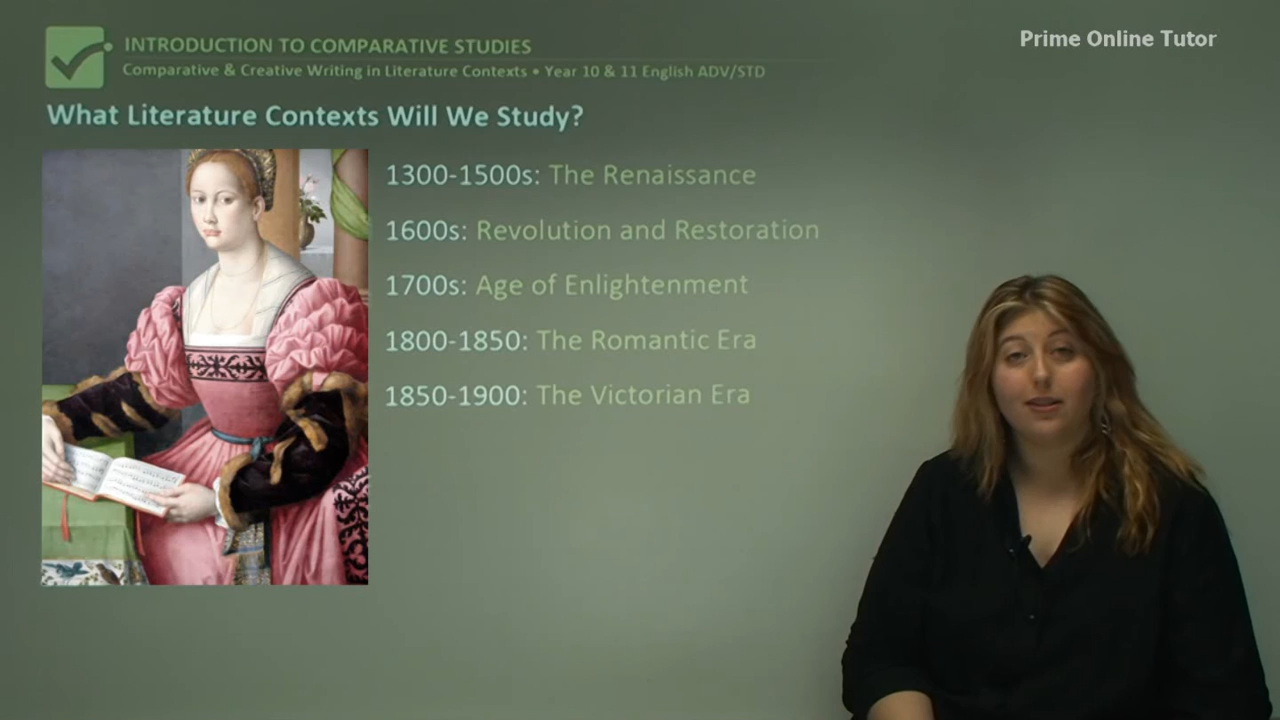 INTRODUCTION TO COMPARATIVE STUDIES
Prime Online Tutor
Comparative & Creative Writing in Literature Contexts • Year 10 & 11 English ADV/STD
What Literature Contexts Will We Study?
1300-1500s: The Renaissance
1600s: Revolution and Restoration
1700s: Age of Enlightenment
1800-1850: The Romantic Era
1850-1900: The Victorian Era